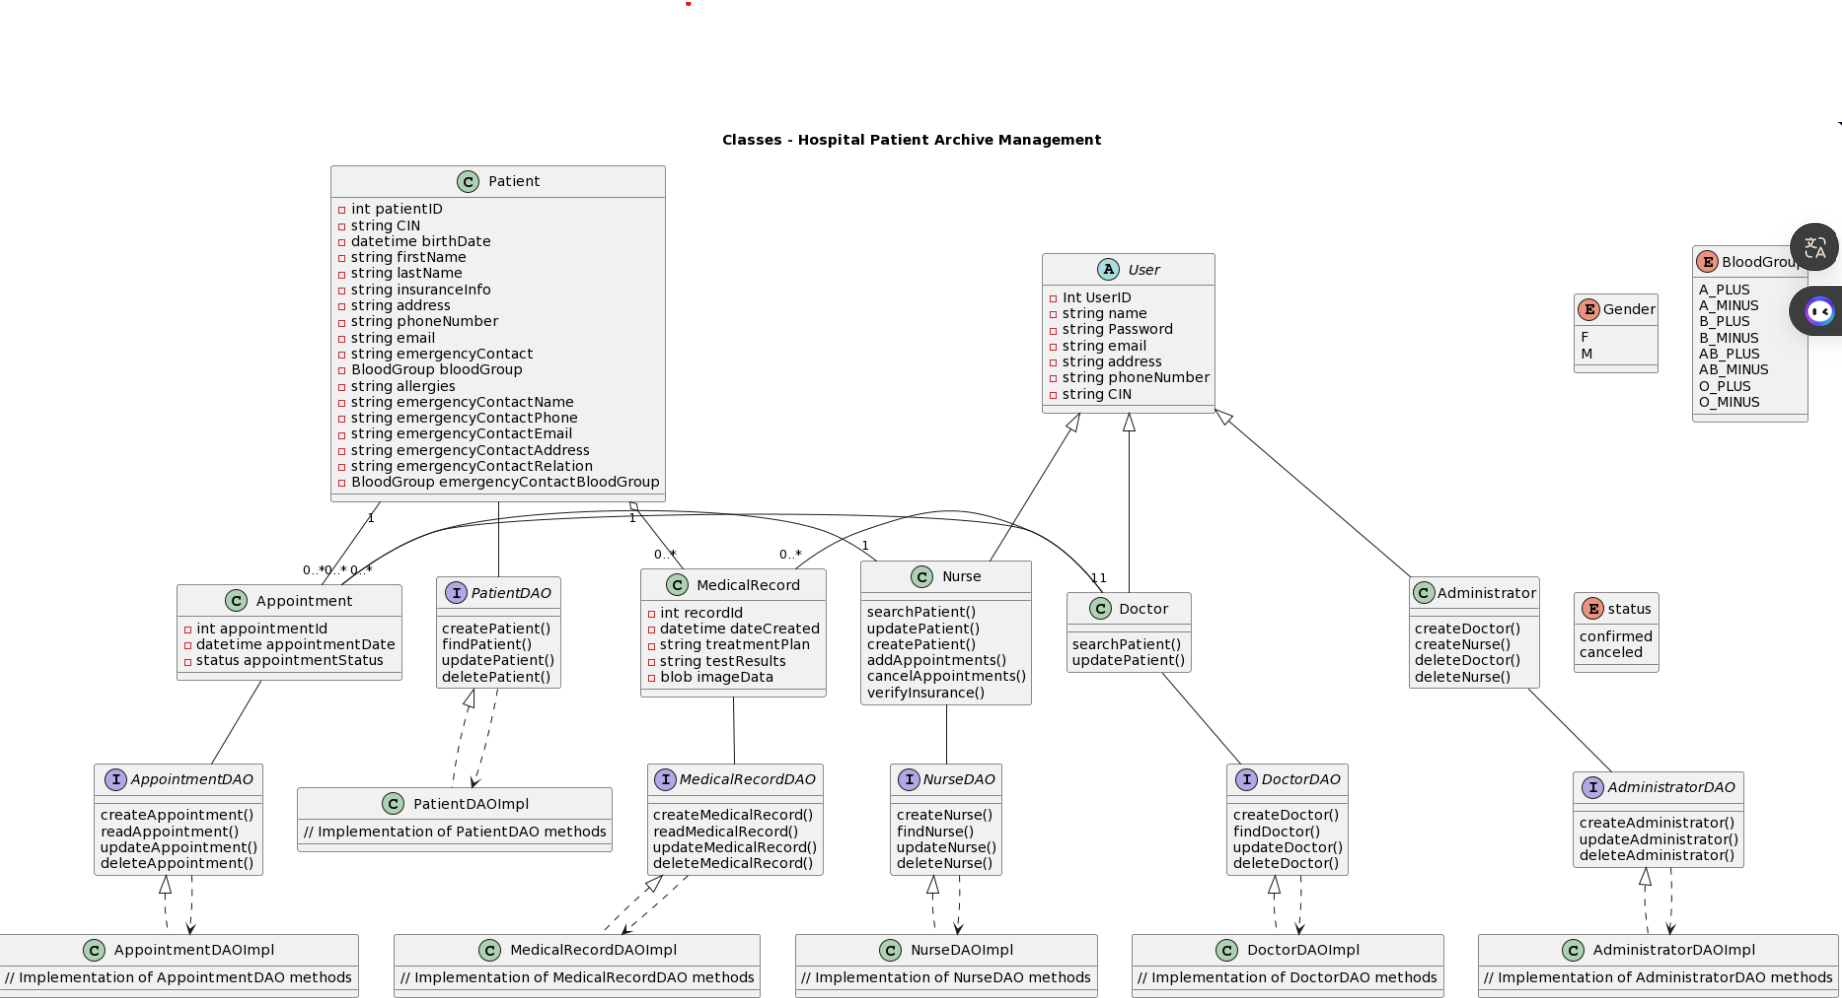 Classes - Hospital Patient Archive Management
C Patient
int patientID
string CIN
datetime birthDate
string firstName
string lastName
string insuranceInfo
string address
string phoneNumber
string email
string emergencyContact
BloodGroup bloodGroup
string allergies
string emergencyContactName
string emergencyContactPhone
string emergencyContactEmail
string emergencyContactAddress
string emergencyContactRelation
BloodGroup emergencyContactBloodGroup
A User
Int UserID
string name
string Password
string email
string address
string phoneNumber
string CIN
E Gender
F
M
E BloodGroup
A_PLUS
A_MINUS
B_PLUS
B_MINUS
AB_PLUS
AB_MINUS
O_PLUS
O_MINUS
文A
1
1
0..*
0..*
0..*
0..*
0..*
1
1
1
C Appointment
int appointmentId
datetime appointmentDate
status appointmentStatus
I PatientDAO
createPatient()
findPatient()
updatePatient()
deletePatient()
C MedicalRecord
int recordId
datetime dateCreated
string treatmentPlan
string testResults
blob imageData
C Nurse
searchPatient()
updatePatient()
createPatient()
addAppointments()
cancelAppointments()
verifyInsurance()
C Doctor
searchPatient()
updatePatient()
C Administrator
createDoctor()
createNurse()
deleteDoctor()
deleteNurse()
E status
confirmed
canceled
I AppointmentDAO
createAppointment()
readAppointment()
updateAppointment()
deleteAppointment()
C PatientDAOImpl
// Implementation of PatientDAO methods
I MedicalRecordDAO
createMedicalRecord()
readMedicalRecord()
updateMedicalRecord()
deleteMedicalRecord()
I NurseDAO
createNurse()
findNurse()
updateNurse()
deleteNurse()
I DoctorDAO
createDoctor()
findDoctor()
updateDoctor()
deleteDoctor()
I AdministratorDAO
createAdministrator()
updateAdministrator()
deleteAdministrator()
C AppointmentDAOImpl
// Implementation of AppointmentDAO methods
C MedicalRecordDAOImpl
// Implementation of MedicalRecordDAO methods
C NurseDAOImpl
// Implementation of NurseDAO methods
C DoctorDAOImpl
// Implementation of DoctorDAO methods
C AdministratorDAOImpl
// Implementation of AdministratorDAO methods